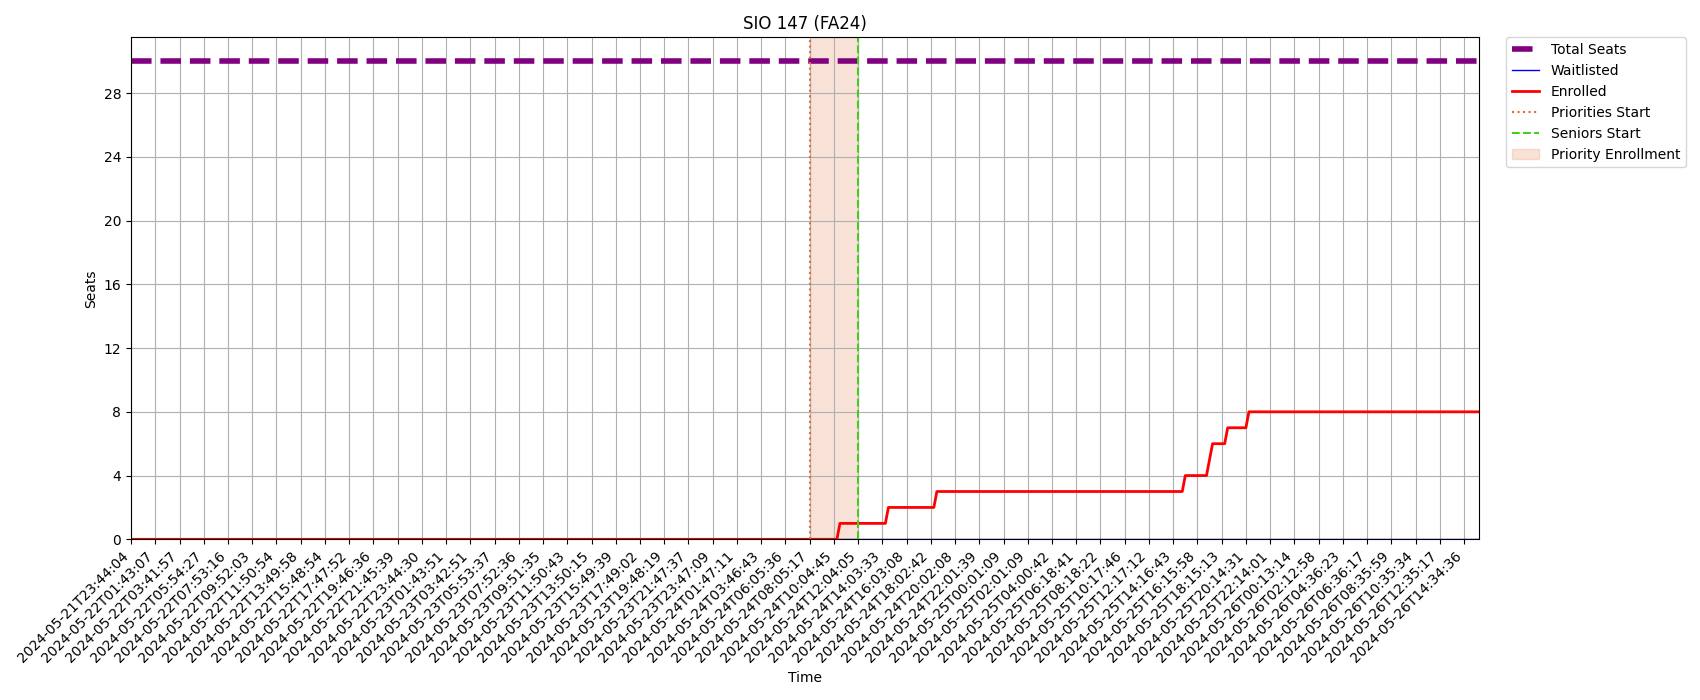 SIO 147 (FA24)
Total Seats
Waitlisted
Enrolled
Priorities Start
Seniors Start
Priority Enrollment
Seats
28
24
20
16
12
8
4
0
2024-05-21T23:44:04
2024-05-22T01:43:07
2024-05-22T03:41:57
2024-05-22T05:54:27
2024-05-22T07:53:16
2024-05-22T09:52:03
2024-05-22T11:50:54
2024-05-22T13:49:58
2024-05-22T15:48:54
2024-05-22T17:47:52
2024-05-22T19:46:36
2024-05-22T21:45:39
2024-05-22T23:44:30
2024-05-23T01:43:51
2024-05-23T03:42:51
2024-05-23T05:53:37
2024-05-23T07:52:36
2024-05-23T09:51:35
2024-05-23T11:50:43
2024-05-23T13:50:15
2024-05-23T15:49:39
2024-05-23T17:49:02
2024-05-23T19:48:19
2024-05-23T21:47:37
2024-05-23T23:47:09
2024-05-24T01:47:11
2024-05-24T03:46:43
2024-05-24T06:05:36
2024-05-24T08:05:17
2024-05-24T10:04:45
2024-05-24T12:04:05
2024-05-24T14:03:33
2024-05-24T16:03:08
2024-05-24T18:02:42
2024-05-24T20:02:08
2024-05-24T22:01:39
2024-05-25T00:01:09
2024-05-25T02:01:09
2024-05-25T04:00:42
2024-05-25T06:18:41
2024-05-25T08:18:22
2024-05-25T10:17:46
2024-05-25T12:17:12
2024-05-25T14:16:43
2024-05-25T16:15:58
2024-05-25T18:15:13
2024-05-25T20:14:31
2024-05-25T22:14:01
2024-05-26T00:13:14
2024-05-26T02:12:58
2024-05-26T04:36:23
2024-05-26T06:36:17
2024-05-26T08:35:59
2024-05-26T10:35:34
2024-05-26T12:35:17
2024-05-26T14:34:36
Time